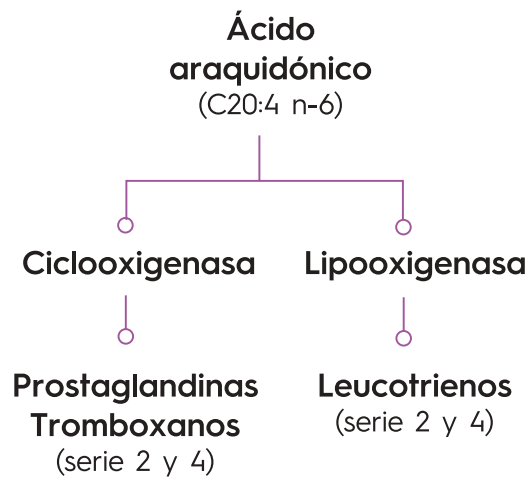 Ácido
araquidónico
(C20:4 n-6)
Ciclooxigenasa
Lipooxigenasa
Prostaglandinas
Tromboxanos
(serie 2 y 4)
Leucotrienos
(serie 2 y 4)